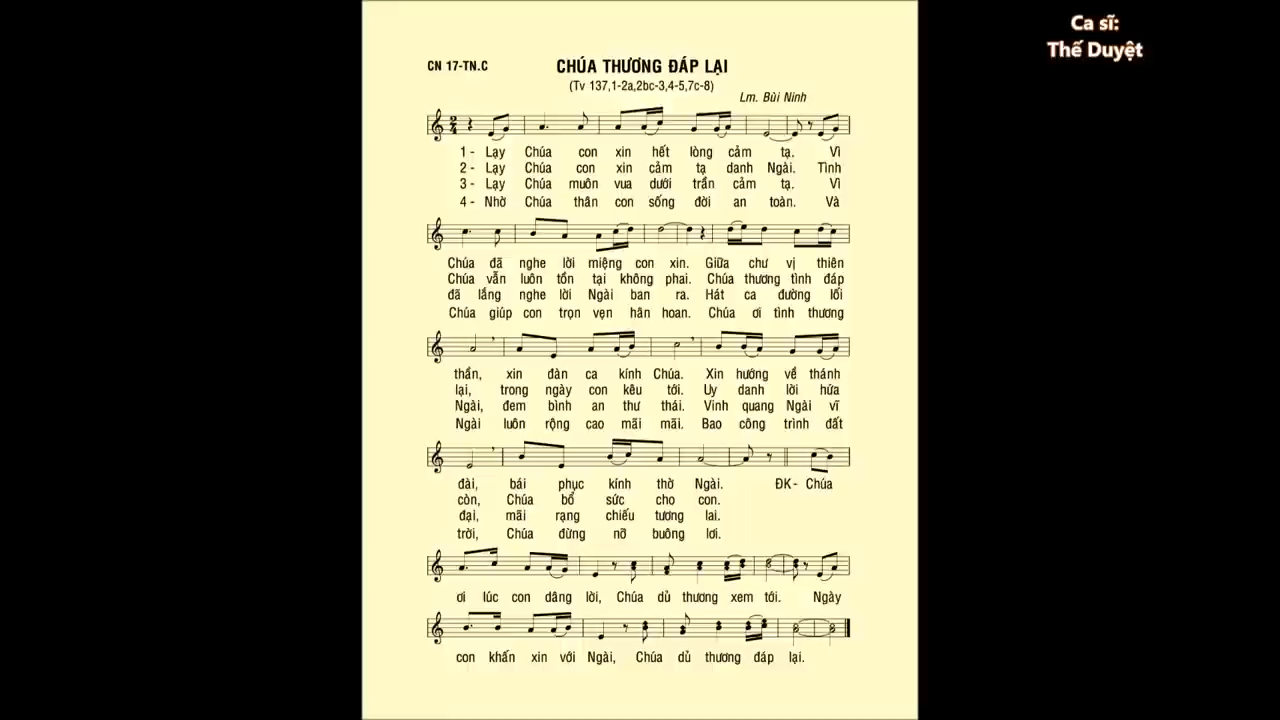 Ca sĩ:
Thế Duyệt
CN 17-TN.C
CHÚA THƯƠNG ĐÁP LẠI
(Tv 137,1-2a,2bc-3,4-5,7c-8)
Lm. Bùi Ninh
1- Lạy Chúa con xin hết lòng cảm tạ. Vì
2- Lạy Chúa con xin cảm tạ danh Ngài. Tình
3- Lạy Chúa muôn vua dưới trần cảm tạ. Vì
4- Nhờ Chúa thân con sống đời an toàn. Và
Chúa đã nghe lời miệng con xin. Giữa chư vị thiên
Chúa vẫn luôn tồn tại không phai. Chúa thương tình đáp
đã lắng nghe lời Ngài ban ra. Hát ca đường lối
Chúa giúp con trọn vẹn hân hoan. Chúa ơi tình thương
thần, xin đàn ca kính Chúa. Xin hướng về thánh
lại, trong ngày con kêu tới. Uy danh lời hứa
Ngài, đem bình an thư thái. Vinh quang Ngài vĩ
Ngài luôn rộng cao mãi mãi. Bao công trình đất
đài, bái phục kính thờ Ngài. ĐK- Chúa
còn, Chúa bổ sức cho con.
đại, mãi rạng chiếu tương lai.
trời, Chúa đừng nỡ buông lơi.
ơi lúc con dâng lời, Chúa dủ thương xem tới. Ngày
con khấn xin với Ngài, Chúa dủ thương đáp lại.